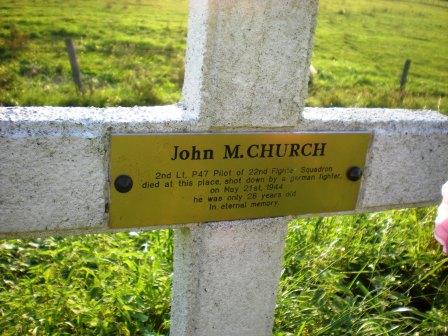 John M. CHURCH
2nd Lt, P47 Pilot of 22nd Fighter Squadron
died at this place, shot down by a german fighter,
on May 21st, 1944
he was only 28 years old
In eternal memory.